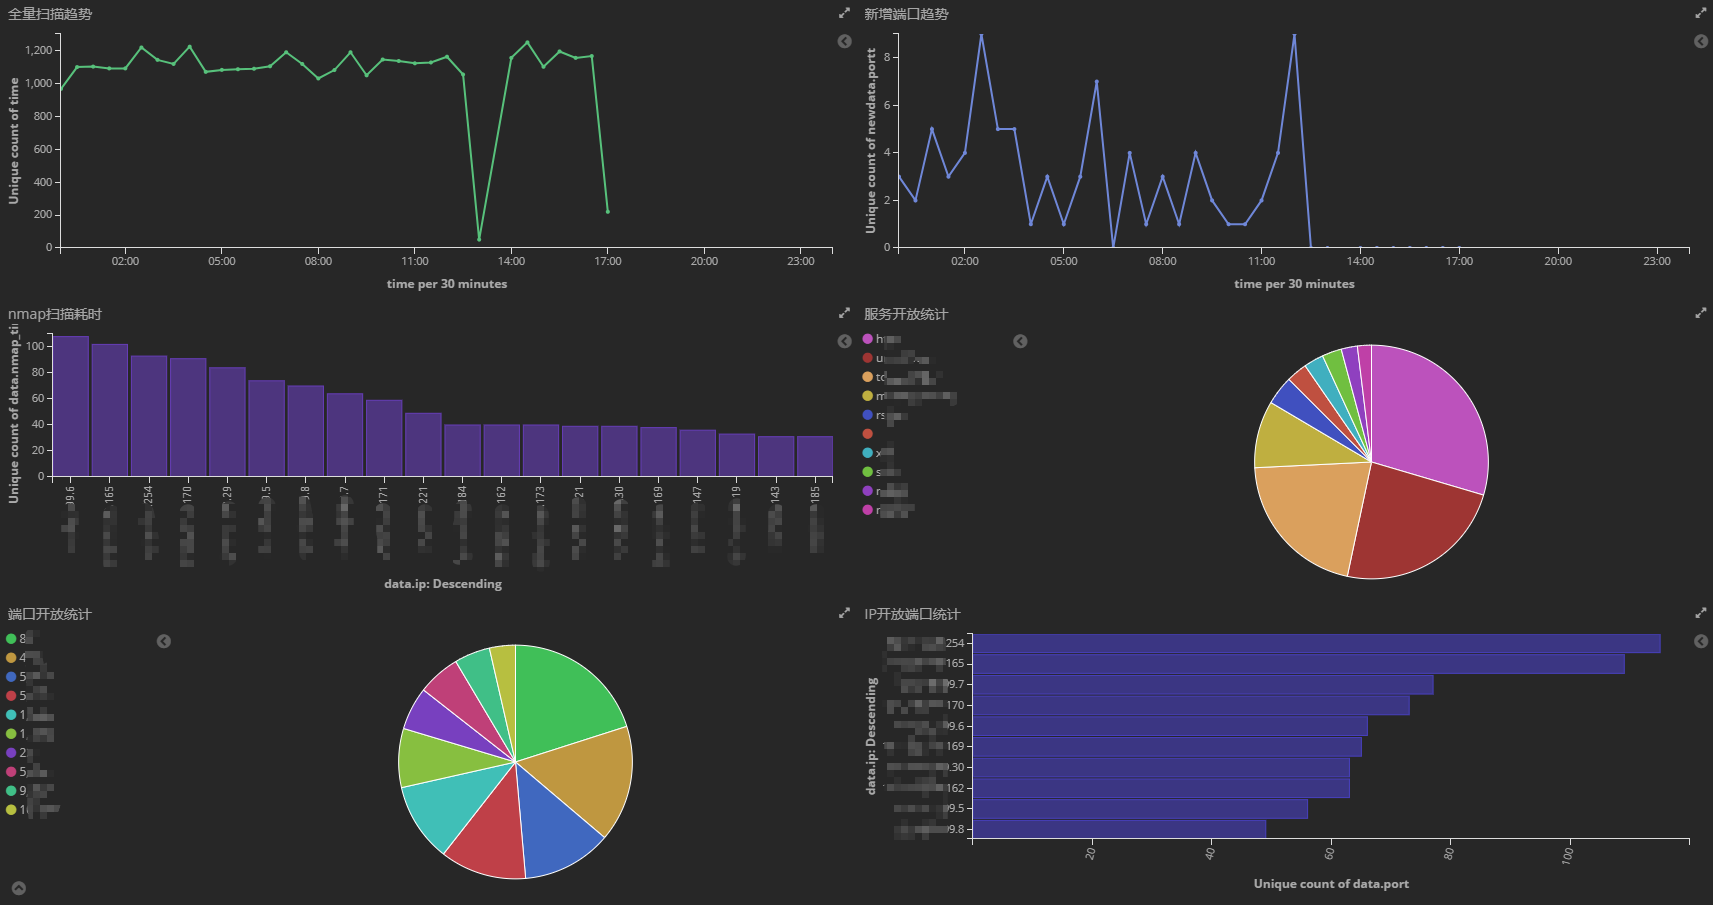 全量扫描趋势
Unique count of time
1,200
1,000
800
600
400
200
0
02:00 05:00 08:00 11:00 14:00 17:00 20:00 23:00
time per 30 minutes
新增端口趋势
Unique count of newdata.port
8
6
4
2
0
02:00 05:00 08:00 11:00 14:00 17:00 20:00 23:00
time per 30 minutes
nmap扫描耗时
Unique count of data.nmap_ti
100
80
60
40
20
0
99.6 165 .254 170 .29 .5 .8 .7 171 .221 184 162 .173 21 30 .169 .147 19 .143 .185
data.ip: Descending
服务开放统计
h
u
m
rs
x
s
端口开放统计
8
4
5
5
1
1
2
5
9
1
IP开放端口统计
data.ip: Descending
254
165
99.7
170
99.6
169
.30
162
99.5
99.8
20 40 60 80 100
Unique count of data.port